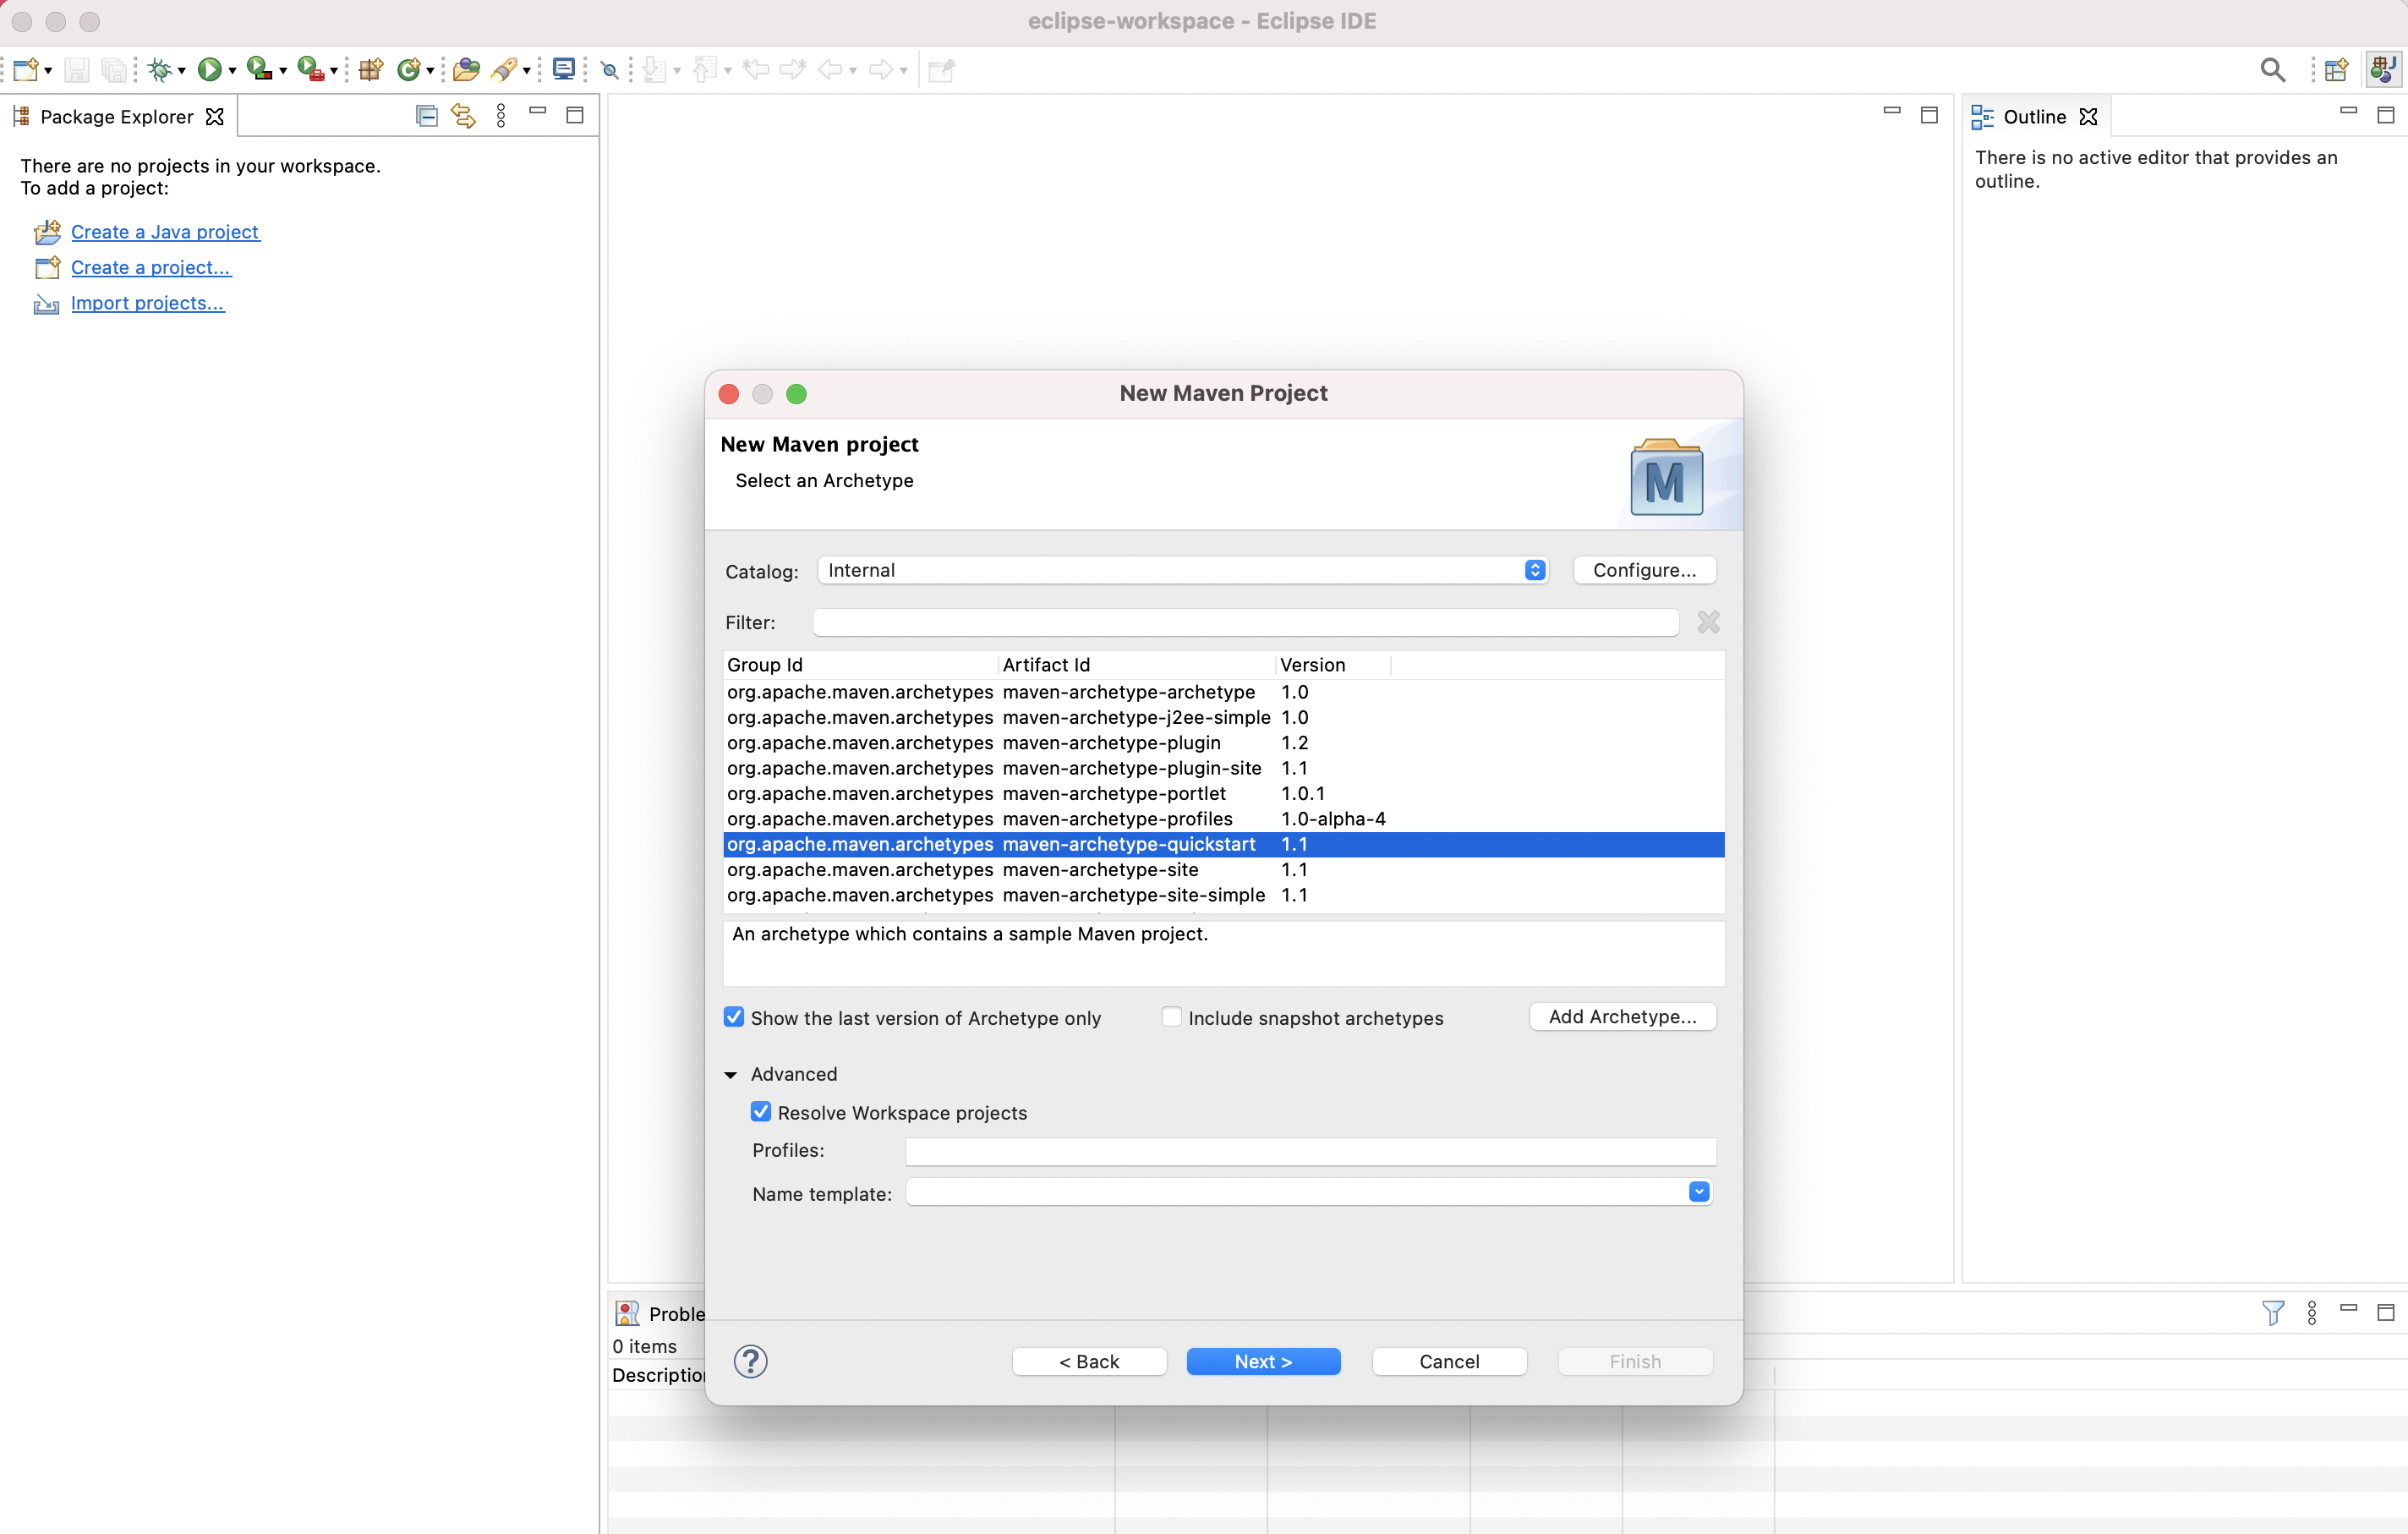 eclipse-workspace - Eclipse IDE
Package Explorer
There are no projects in your workspace.
To add a project:
Create a Java project
Create a project...
Import projects...
Outline
There is no active editor that provides an
outline.
New Maven Project
New Maven project
Select an Archetype
M
Catalog: Internal Configure...
Filter:
Group Id Artifact Id Version
org.apache.maven.archetypes maven-archetype-archetype 1.0
org.apache.maven.archetypes maven-archetype-j2ee-simple 1.0
org.apache.maven.archetypes maven-archetype-plugin 1.2
org.apache.maven.archetypes maven-archetype-plugin-site 1.1
org.apache.maven.archetypes maven-archetype-portlet 1.0.1
org.apache.maven.archetypes maven-archetype-profiles 1.0-alpha-4
org.apache.maven.archetypes maven-archetype-quickstart 1.1
org.apache.maven.archetypes maven-archetype-site 1.1
org.apache.maven.archetypes maven-archetype-site-simple 1.1
An archetype which contains a sample Maven project.
Show the last version of Archetype only Include snapshot archetypes Add Archetype...
Advanced
Resolve Workspace projects
Profiles:
Name template:
? < Back Next > Cancel Finish
Proble
0 items
Descriptio